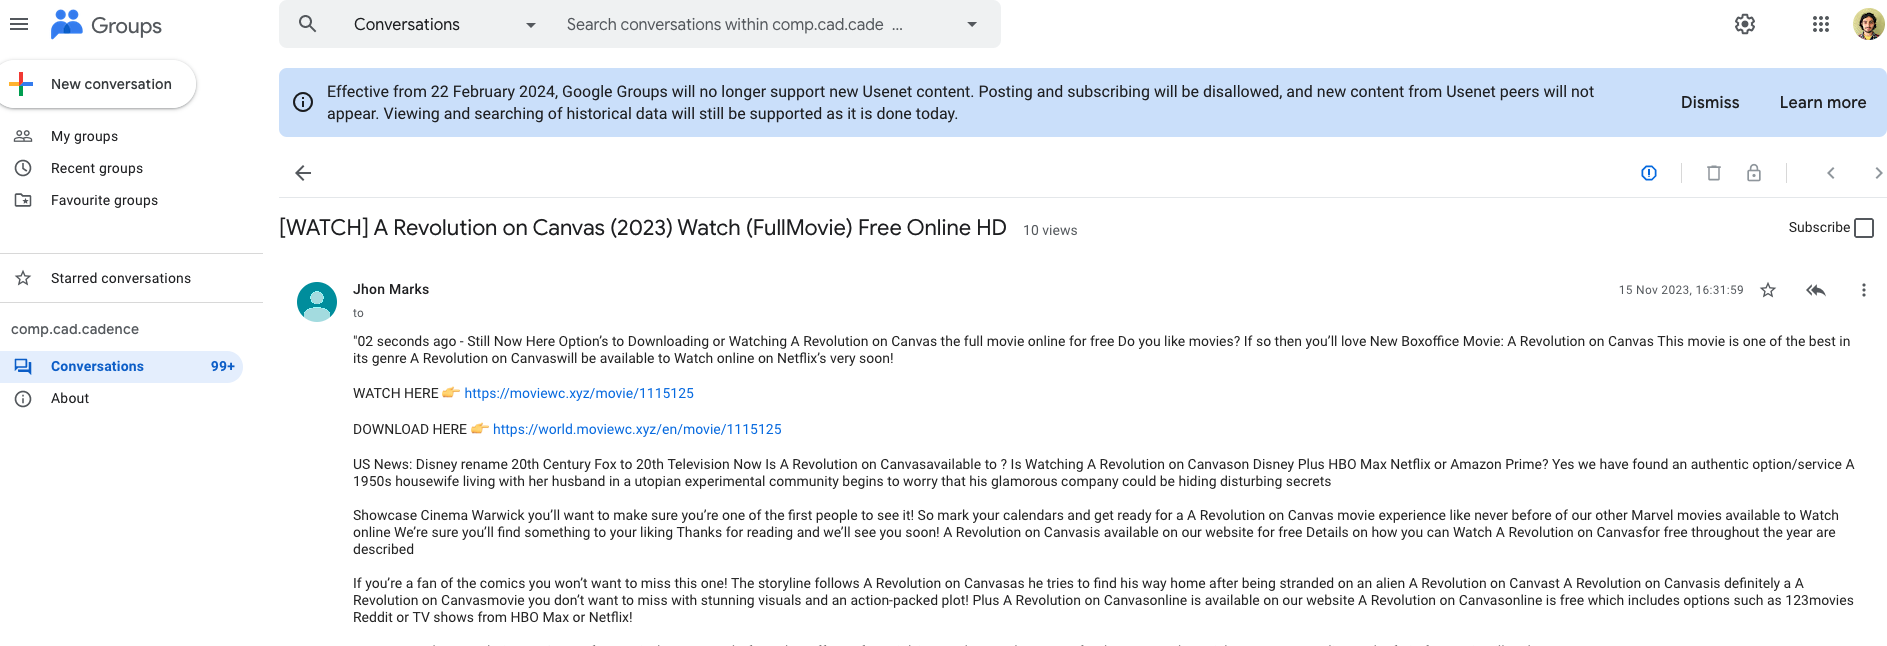 Groups
Conversations
Search conversations within comp.cad.cade ...
New conversation
My groups
Recent groups
Favourite groups
Starred conversations
comp.cad.cadence
Conversations 99+
About
Effective from 22 February 2024, Google Groups will no longer support new Usenet content. Posting and subscribing will be disallowed, and new content from Usenet peers will not
appear. Viewing and searching of historical data will still be supported as it is done today.
Dismiss
Learn more
[WATCH] A Revolution on Canvas (2023) Watch (FullMovie) Free Online HD 10 views
Subscribe
Jhon Marks
15 Nov 2023, 16:31:59
to
"02 seconds ago - Still Now Here Option’s to Downloading or Watching A Revolution on Canvas the full movie online for free Do you like movies? If so then you’ll love New Boxoffice Movie: A Revolution on Canvas This movie is one of the best in
its genre A Revolution on Canvaswill be available to Watch online on Netflix’s very soon!
WATCH HERE 👉 https://moviewc.xyz/movie/1115125
DOWNLOAD HERE 👉 https://world.moviewc.xyz/en/movie/1115125
US News: Disney rename 20th Century Fox to 20th Television Now Is A Revolution on Canvasavailable to ? Is Watching A Revolution on Canvason Disney Plus HBO Max Netflix or Amazon Prime? Yes we have found an authentic option/service A
1950s housewife living with her husband in a utopian experimental community begins to worry that his glamorous company could be hiding disturbing secrets
Showcase Cinema Warwick you’ll want to make sure you’re one of the first people to see it! So mark your calendars and get ready for a A Revolution on Canvas movie experience like never before of our other Marvel movies available to Watch
online We’re sure you’ll find something to your liking Thanks for reading and we’ll see you soon! A Revolution on Canvasis available on our website for free Details on how you can Watch A Revolution on Canvasfor free throughout the year are
described
If you’re a fan of the comics you won’t want to miss this one! The storyline follows A Revolution on Canvasas he tries to find his way home after being stranded on an alien A Revolution on Canvast A Revolution on Canvasis definitely a A
Revolution on Canvasmovie you don’t want to miss with stunning visuals and an action-packed plot! Plus A Revolution on Canvasonline is available on our website A Revolution on Canvasonline is free which includes options such as 123movies
Reddit or TV shows from HBO Max or Netflix!